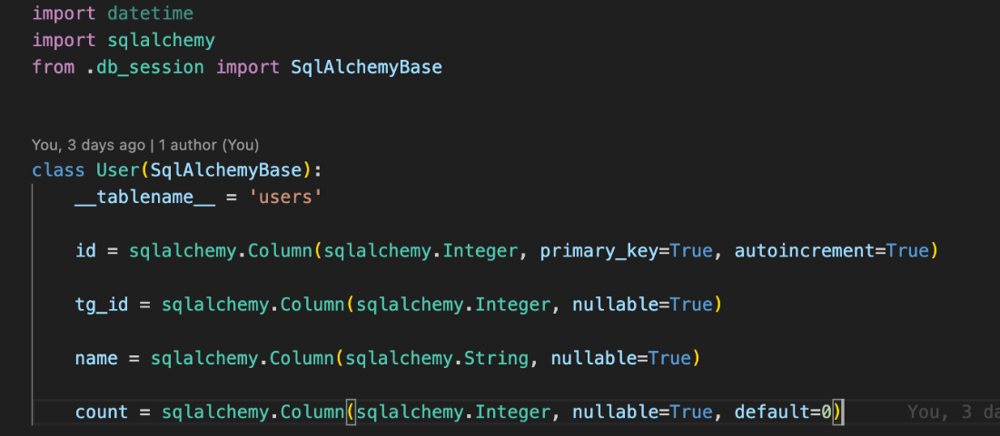 import datetime
import sqlalchemy
from .db_session import SqlAlchemyBase
You, 3 days ago | 1 author (You)
class User(SqlAlchemyBase):
__tablename__ = 'users'
id = sqlalchemy.Column(sqlalchemy.Integer, primary_key=True, autoincrement=True)
tg_id = sqlalchemy.Column(sqlalchemy.Integer, nullable=True)
name = sqlalchemy.Column(sqlalchemy.String, nullable=True)
count = sqlalchemy.Column(sqlalchemy.Integer, nullable=True, default=0) You, 3